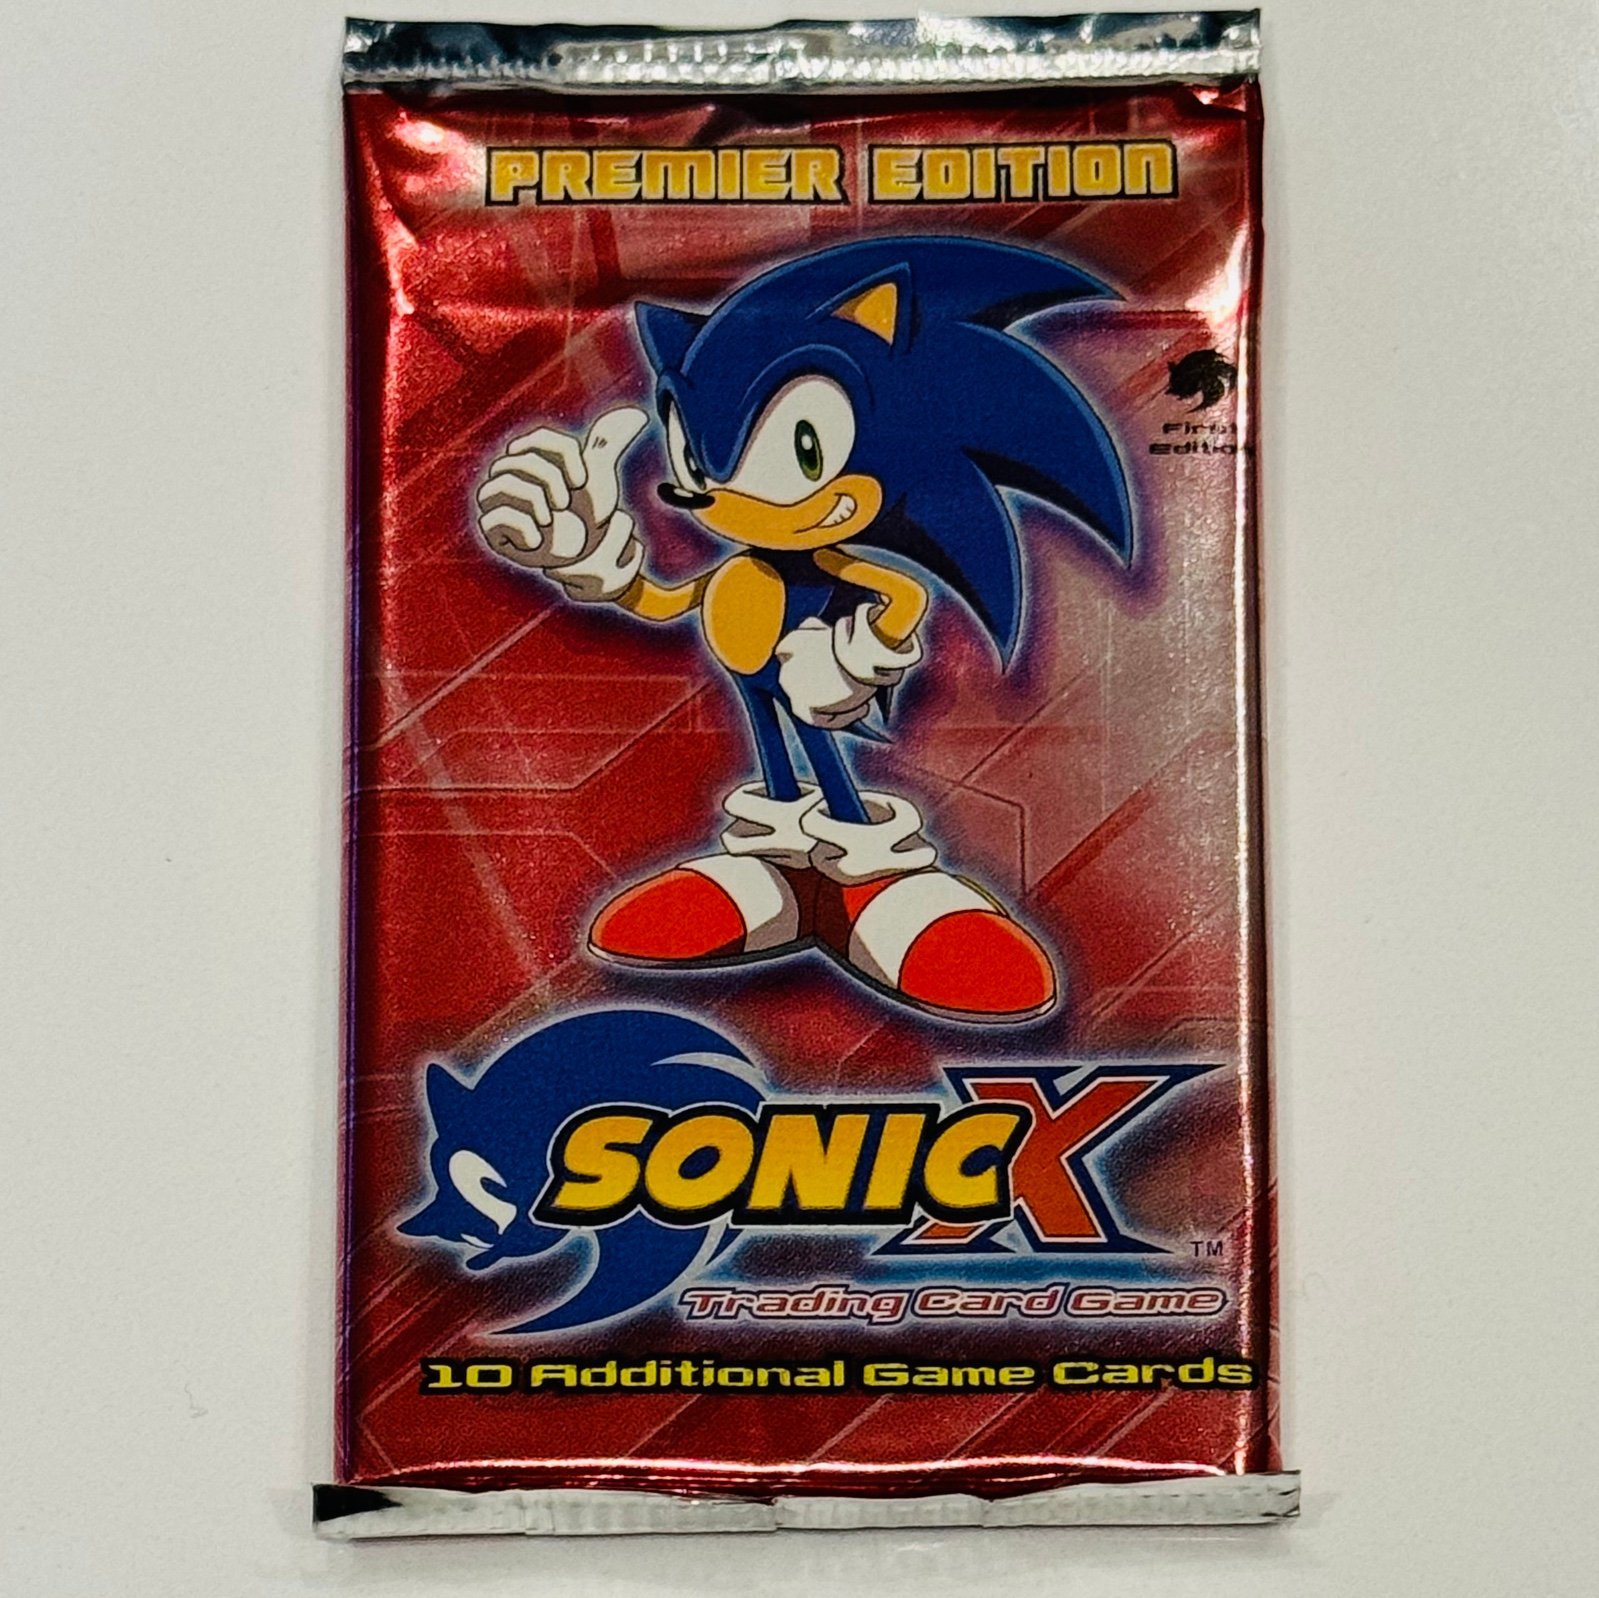 PREMIER EDITION
First
Edition
SONIC X
TM
Trading Card Game
10 Additional Game Cards